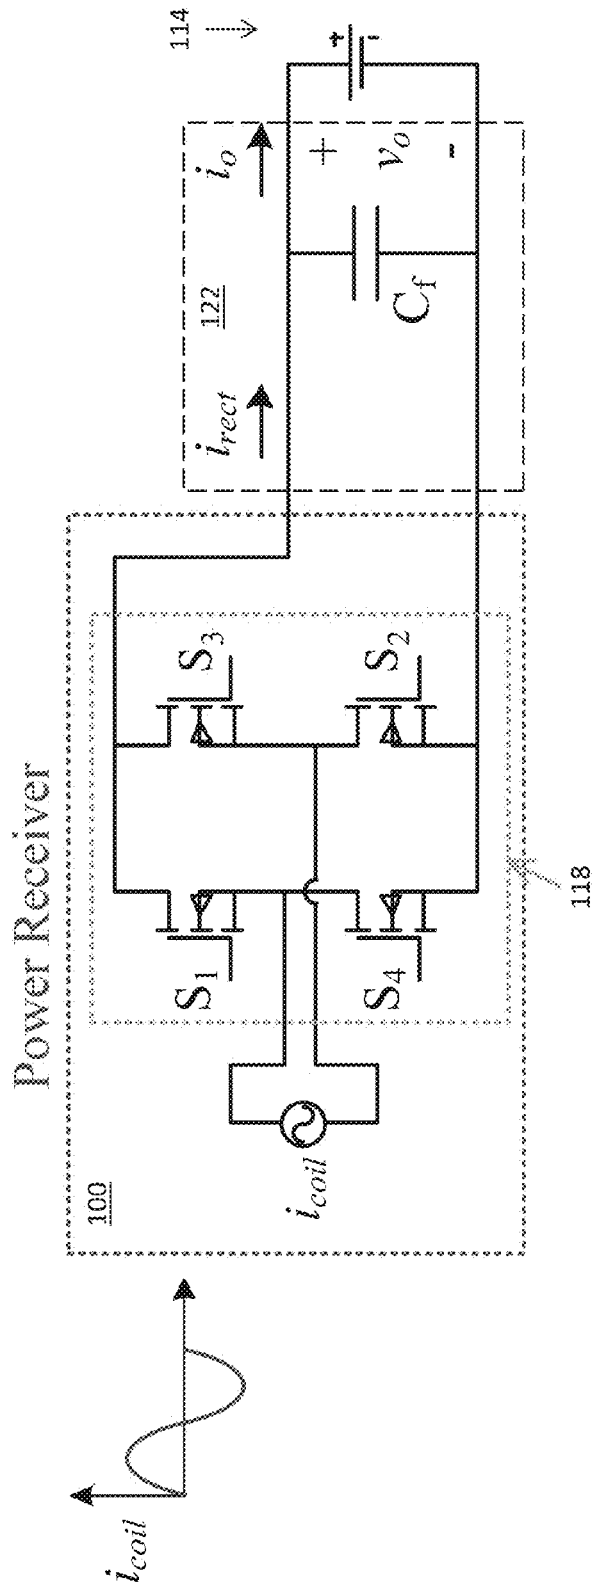 Power Receiver
114
i_o
122
i_rect
+
v_o
-
C_f
+
-
S_3
S_2
S_1
S_4
118
100
i_coil
i_coil